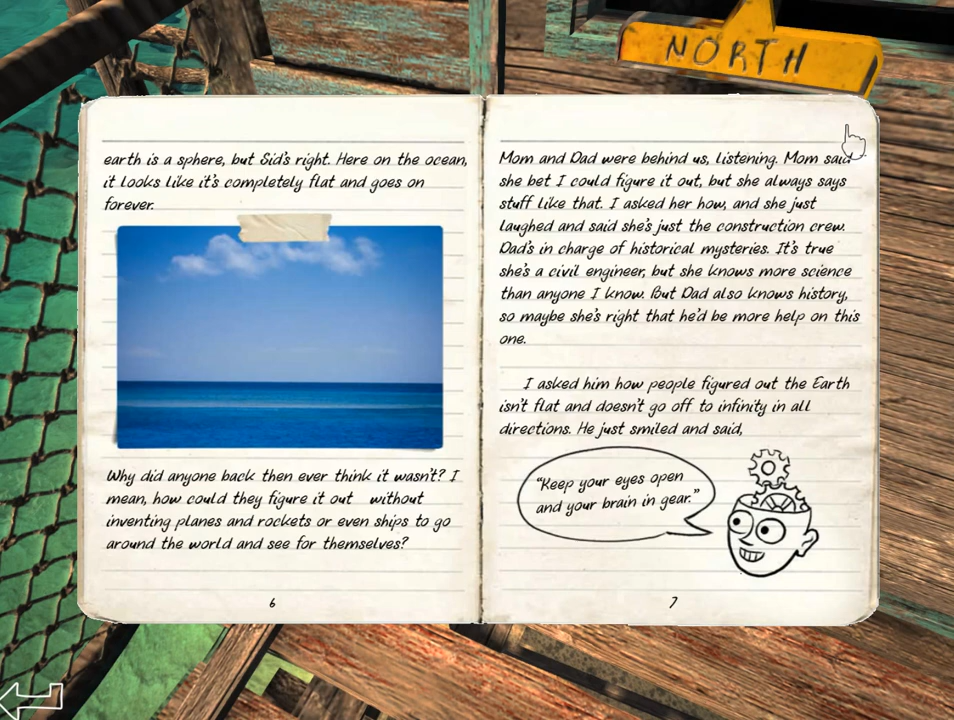 NORTH
earth is a sphere, but Sid's right. Here on the ocean,
it looks like it's completely flat and goes on
forever.
Why did anyone back then ever think it wasn't? I
mean, how could they figure it out without
inventing planes and rockets or even ships to go
around the world and see for themselves?
6
Mom and Dad were behind us, listening. Mom said
she bet I could figure it out, but she always says
stuff like that. I asked her how, and she just
laughed and said she's just the construction crew.
Dad's in charge of historical mysteries. It's true
she's a civil engineer, but she knows more science
than anyone I know. But Dad also knows history,
so maybe she's right that he'd be more help on this
one.
I asked him how people figured out the Earth
isn't flat and doesn't go off to infinity in all
directions. He just smiled and said,
"Keep your eyes open
and your brain in gear."
7